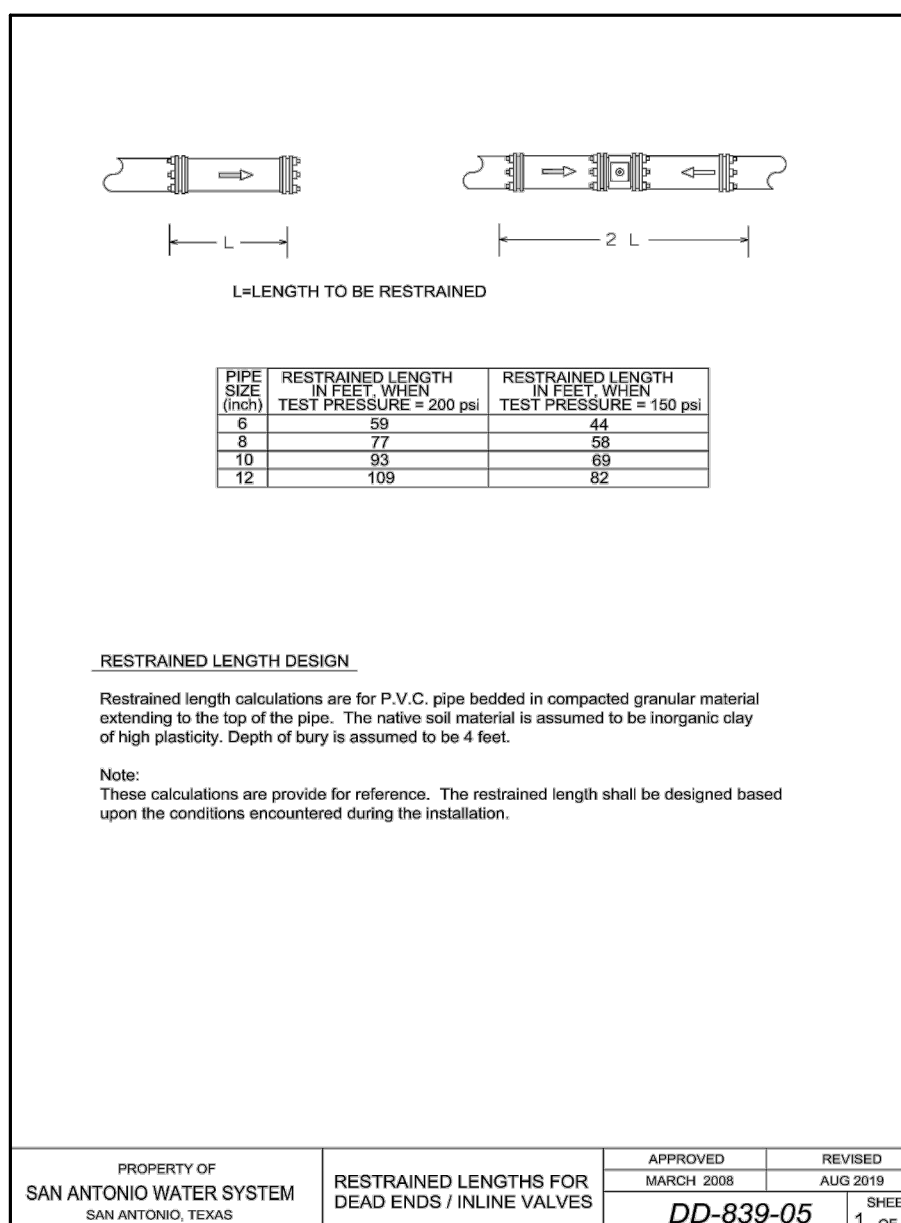 L
2 L
L=LENGTH TO BE RESTRAINED
PIPE SIZE (inch) RESTRAINED LENGTH IN FEET, WHEN TEST PRESSURE = 200 psi RESTRAINED LENGTH IN FEET, WHEN TEST PRESSURE = 150 psi
6 59 44
8 77 58
10 93 69
12 109 82
RESTRAINED LENGTH DESIGN
Restrained length calculations are for P.V.C. pipe bedded in compacted granular material
extending to the top of the pipe. The native soil material is assumed to be inorganic clay
of high plasticity. Depth of bury is assumed to be 4 feet.
Note:
These calculations are provide for reference. The restrained length shall be designed based
upon the conditions encountered during the installation.
PROPERTY OF
SAN ANTONIO WATER SYSTEM
SAN ANTONIO, TEXAS
RESTRAINED LENGTHS FOR
DEAD ENDS / INLINE VALVES
APPROVED REVISED
MARCH 2008 AUG 2019
DD-839-05
1